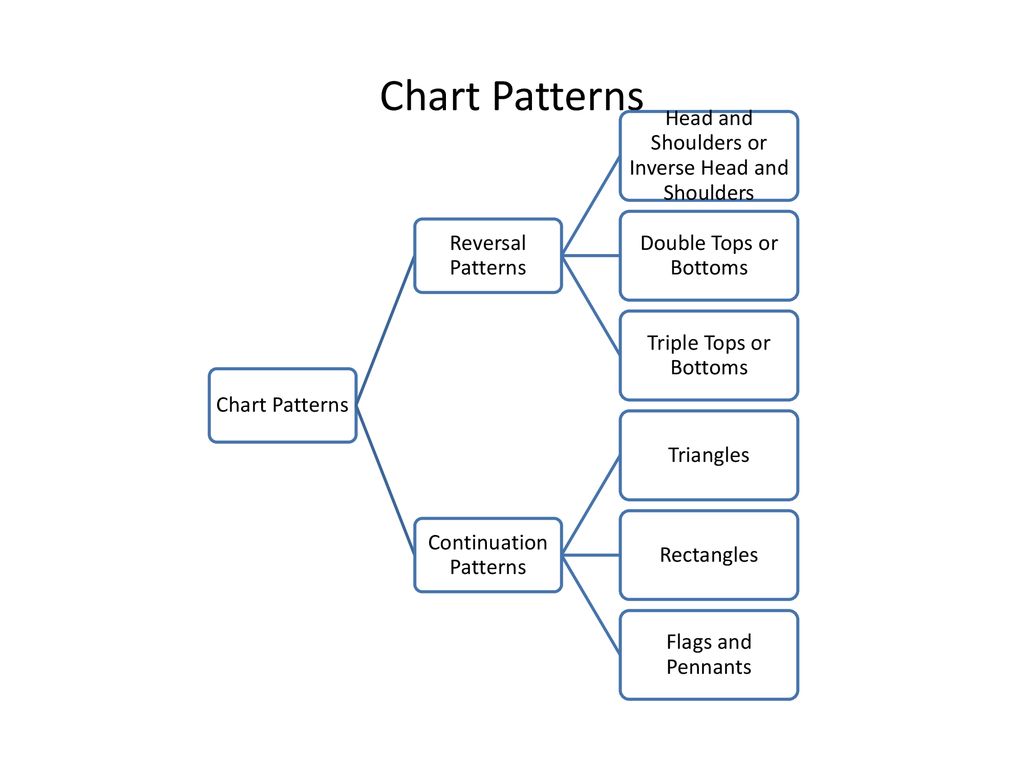 Chart Patterns
Head and
Shoulders or
Inverse Head and
Shoulders
Reversal
Patterns
Double Tops or
Bottoms
Triple Tops or
Bottoms
Chart Patterns
Triangles
Continuation
Patterns
Rectangles
Flags and
Pennants